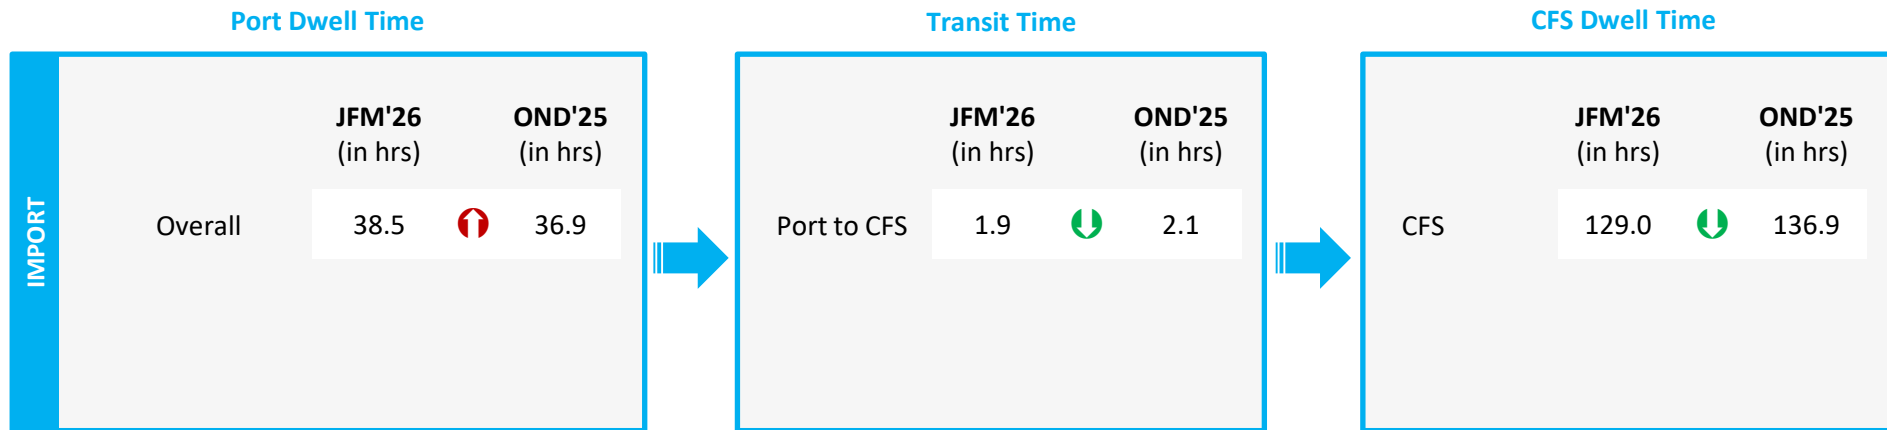 Port Dwell Time
Transit Time
CFS Dwell Time
IMPORT
JFM'26 OND'25
(in hrs) (in hrs)
Overall 38.5 36.9
JFM'26 OND'25
(in hrs) (in hrs)
Port to CFS 1.9 2.1
JFM'26 OND'25
(in hrs) (in hrs)
CFS 129.0 136.9